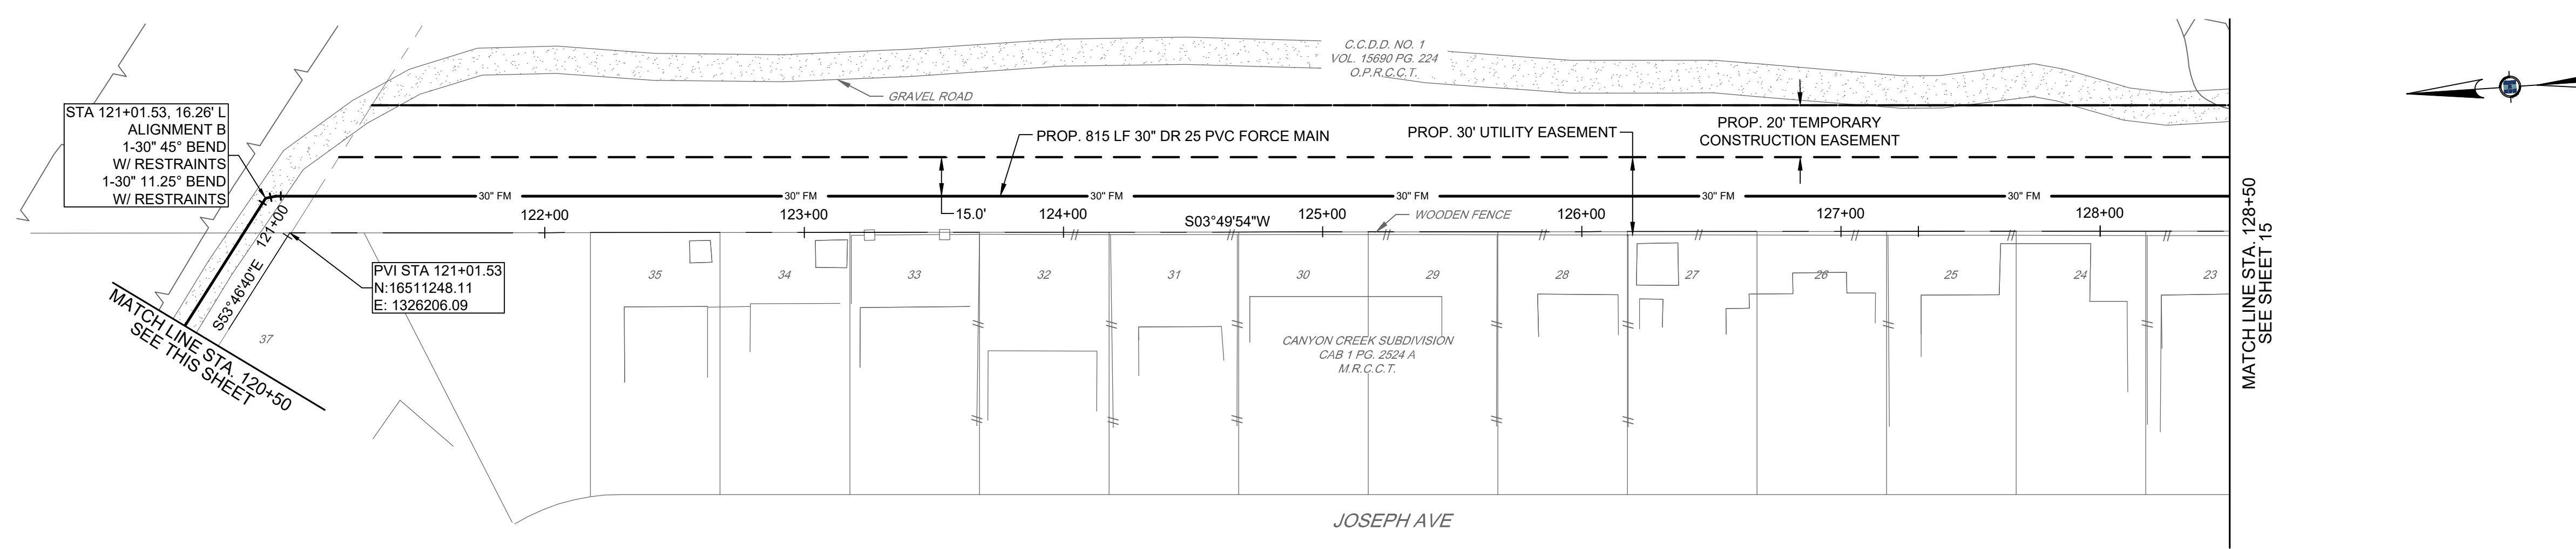 C.C.D.D. NO. 1
VOL. 15690 PG. 224
O.P.R.C.C.T.
GRAVEL ROAD
STA 121+01.53, 16.26' L
ALIGNMENT B
1-30" 45° BEND
W/ RESTRAINTS
1-30" 11.25° BEND
W/ RESTRAINTS
PROP. 815 LF 30" DR 25 PVC FORCE MAIN
PROP. 30' UTILITY EASEMENT
PROP. 20' TEMPORARY
CONSTRUCTION EASEMENT
30" FM
30" FM
30" FM
30" FM
30" FM
30" FM
121+00
122+00
123+00
15.0'
124+00
S03°49'54"W
125+00
WOODEN FENCE
126+00
127+00
128+00
S53°46'40"E
PVI STA 121+01.53
N:16511248.11
E: 1326206.09
MATCH LINE STA. 120+50
SEE THIS SHEET
37
35
34
33
32
31
30
29
28
27
26
25
24
23
CANYON CREEK SUBDIVISION
CAB 1 PG. 2524 A
M.R.C.C.T.
JOSEPH AVE
MATCH LINE STA. 128+50
SEE SHEET 15